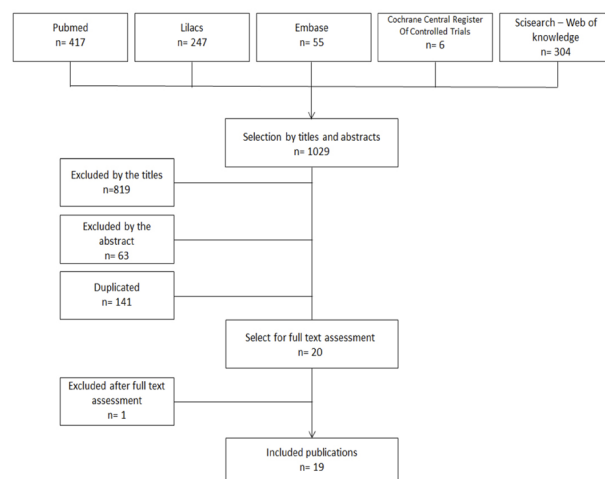 Pubmed
n= 417
Lilacs
n= 247
Embase
n= 55
Cochrane Central Register
Of Controlled Trials
n= 6
Scisearch – Web of
knowledge
n= 304
Selection by titles and abstracts
n= 1029
Excluded by the titles
n=819
Excluded by the
abstract
n= 63
Duplicated
n= 141
Select for full text assessment
n= 20
Excluded after full text
assessment
n= 1
Included publications
n= 19